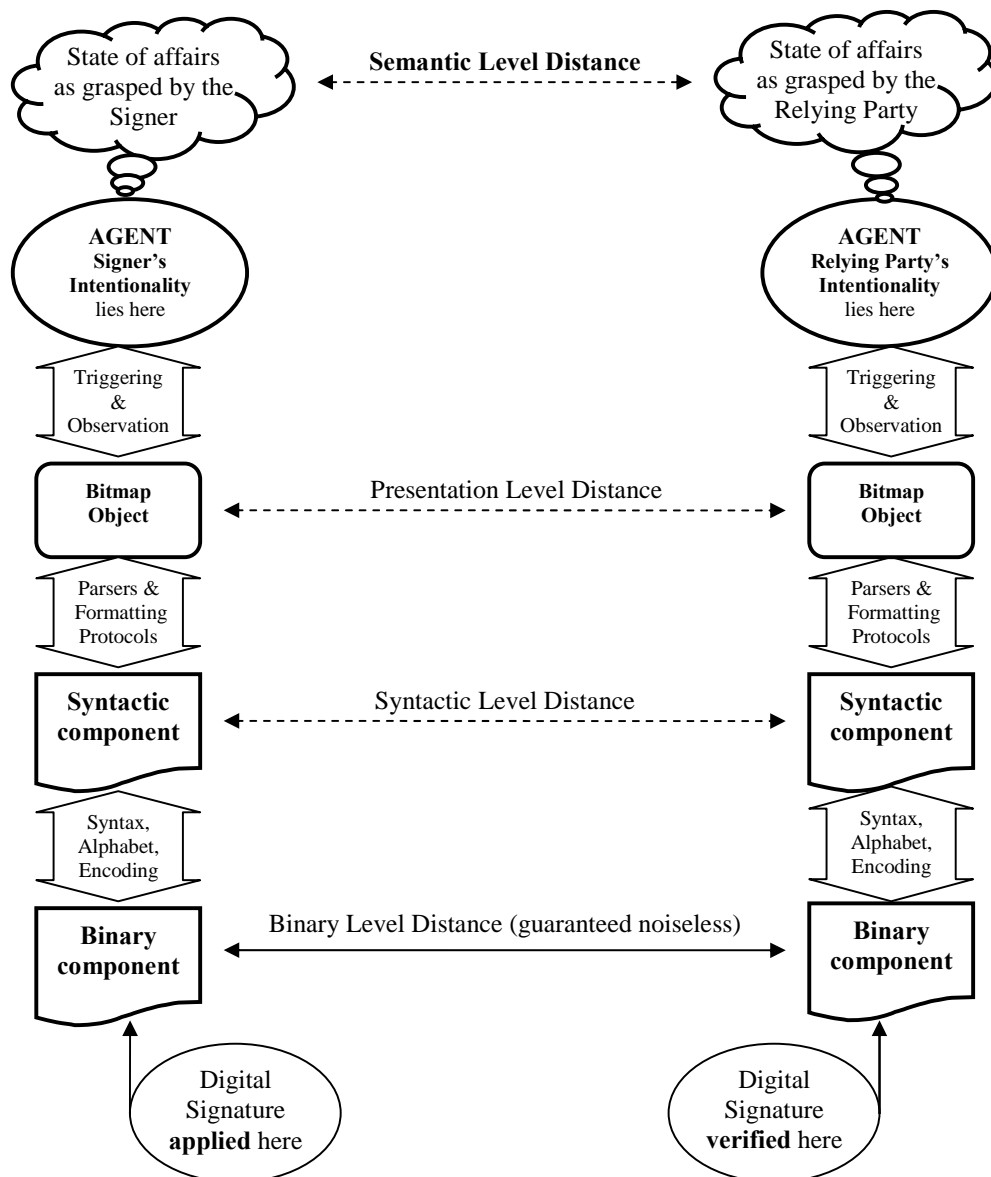 State of affairs
as grasped by the
Signer
Semantic Level Distance
State of affairs
as grasped by the
Relying Party
AGENT
Signer’s
Intentionality
lies here
AGENT
Relying Party’s
Intentionality
lies here
Triggering
&
Observation
Triggering
&
Observation
Bitmap
Object
Presentation Level Distance
Bitmap
Object
Parsers &
Formatting
Protocols
Parsers &
Formatting
Protocols
Syntactic
component
Syntactic Level Distance
Syntactic
component
Syntax,
Alphabet,
Encoding
Syntax,
Alphabet,
Encoding
Binary
component
Binary Level Distance (guaranteed noiseless)
Binary
component
Digital
Signature
applied here
Digital
Signature
verified here